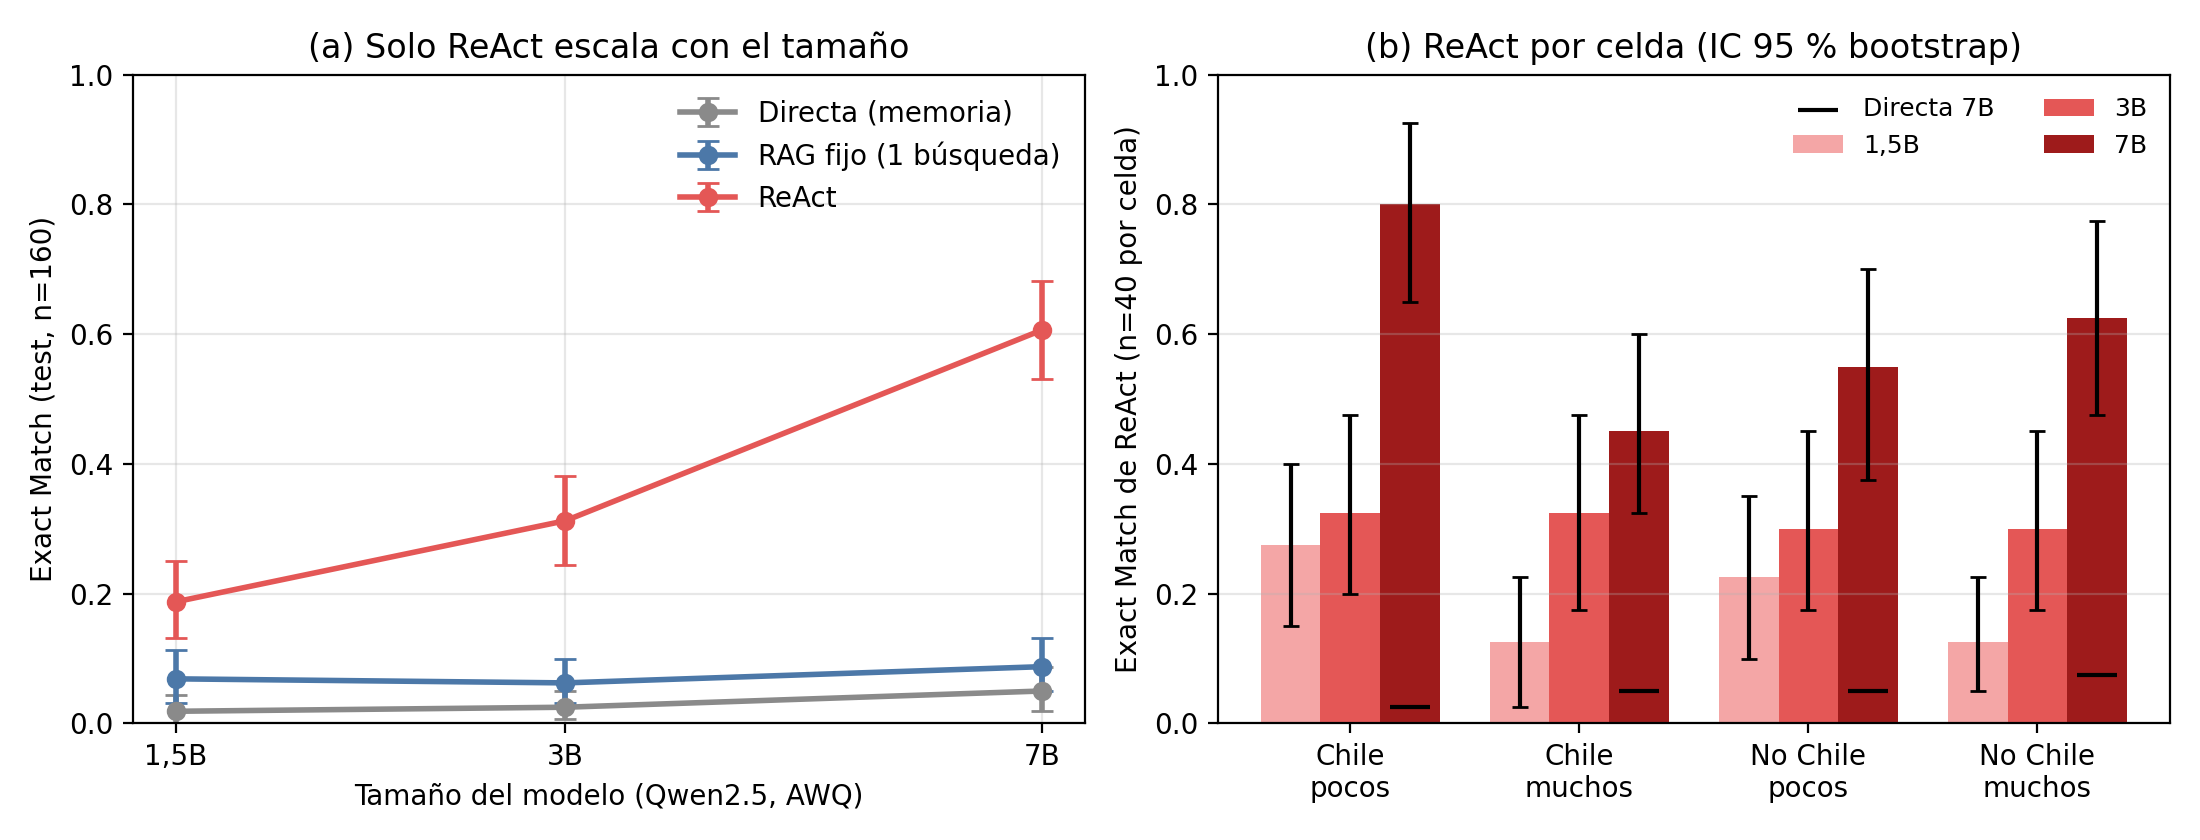 (a) Solo ReAct escala con el tamaño
Exact Match (test, n=160)
1.0
0.8
0.6
0.4
0.2
0.0
Directa (memoria)
RAG fijo (1 búsqueda)
ReAct
1,5B
3B
7B
Tamaño del modelo (Qwen2.5, AWQ)
(b) ReAct por celda (IC 95 % bootstrap)
Exact Match de ReAct (n=40 por celda)
1.0
0.8
0.6
0.4
0.2
0.0
Directa 7B
1,5B
3B
7B
Chile
pocos
Chile
muchos
No Chile
pocos
No Chile
muchos